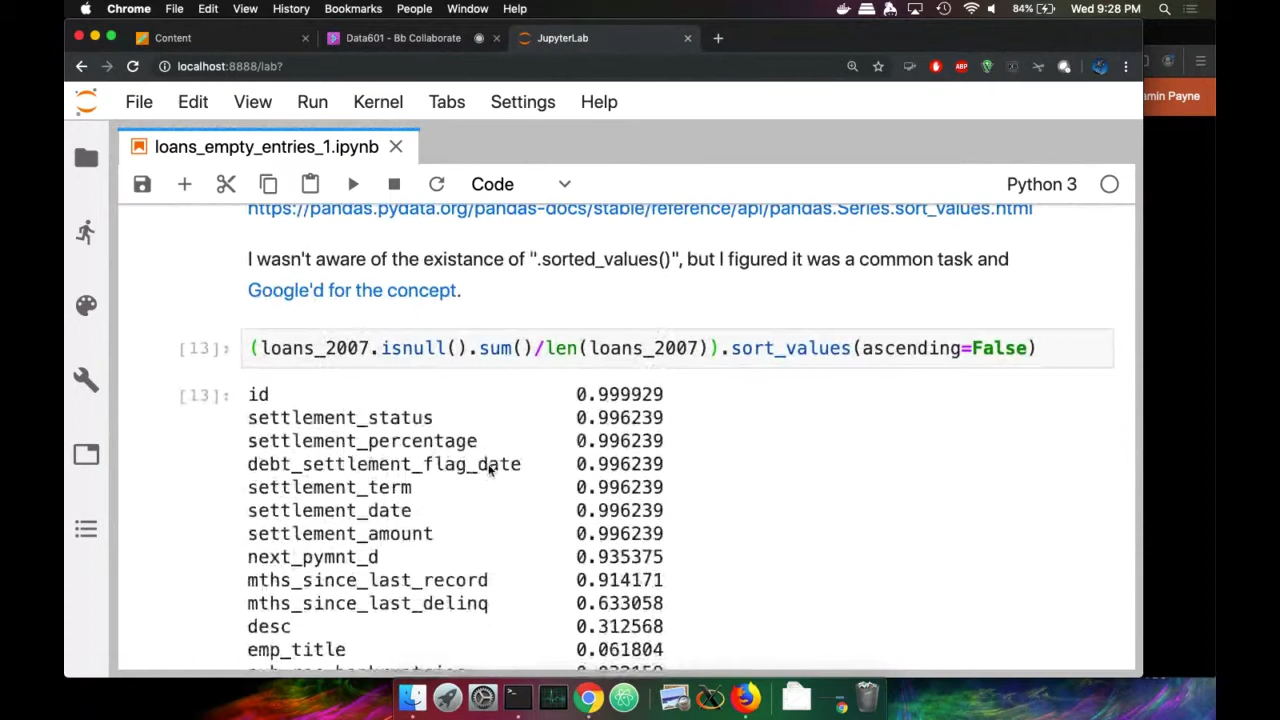 Chrome File Edit View History Bookmarks People Window Help 84% Wed 9:28 PM
Content Data601 - Bb Collaborate JupyterLab
localhost:8888/lab?
min Payne
File Edit View Run Kernel Tabs Settings Help
loans_empty_entries_1.ipynb
Code Python 3
https://pandas.pydata.org/pandas-docs/stable/reference/api/pandas.Series.sort_values.html
I wasn't aware of the existance of ".sorted_values()", but I figured it was a common task and
Google'd for the concept.
[13]: (loans_2007.isnull().sum()/len(loans_2007)).sort_values(ascending=False)
[13]: id 0.999929
settlement_status 0.996239
settlement_percentage 0.996239
debt_settlement_flag_date 0.996239
settlement_term 0.996239
settlement_date 0.996239
settlement_amount 0.996239
next_pymnt_d 0.935375
mths_since_last_record 0.914171
mths_since_last_delinq 0.633058
desc 0.312568
emp_title 0.061804